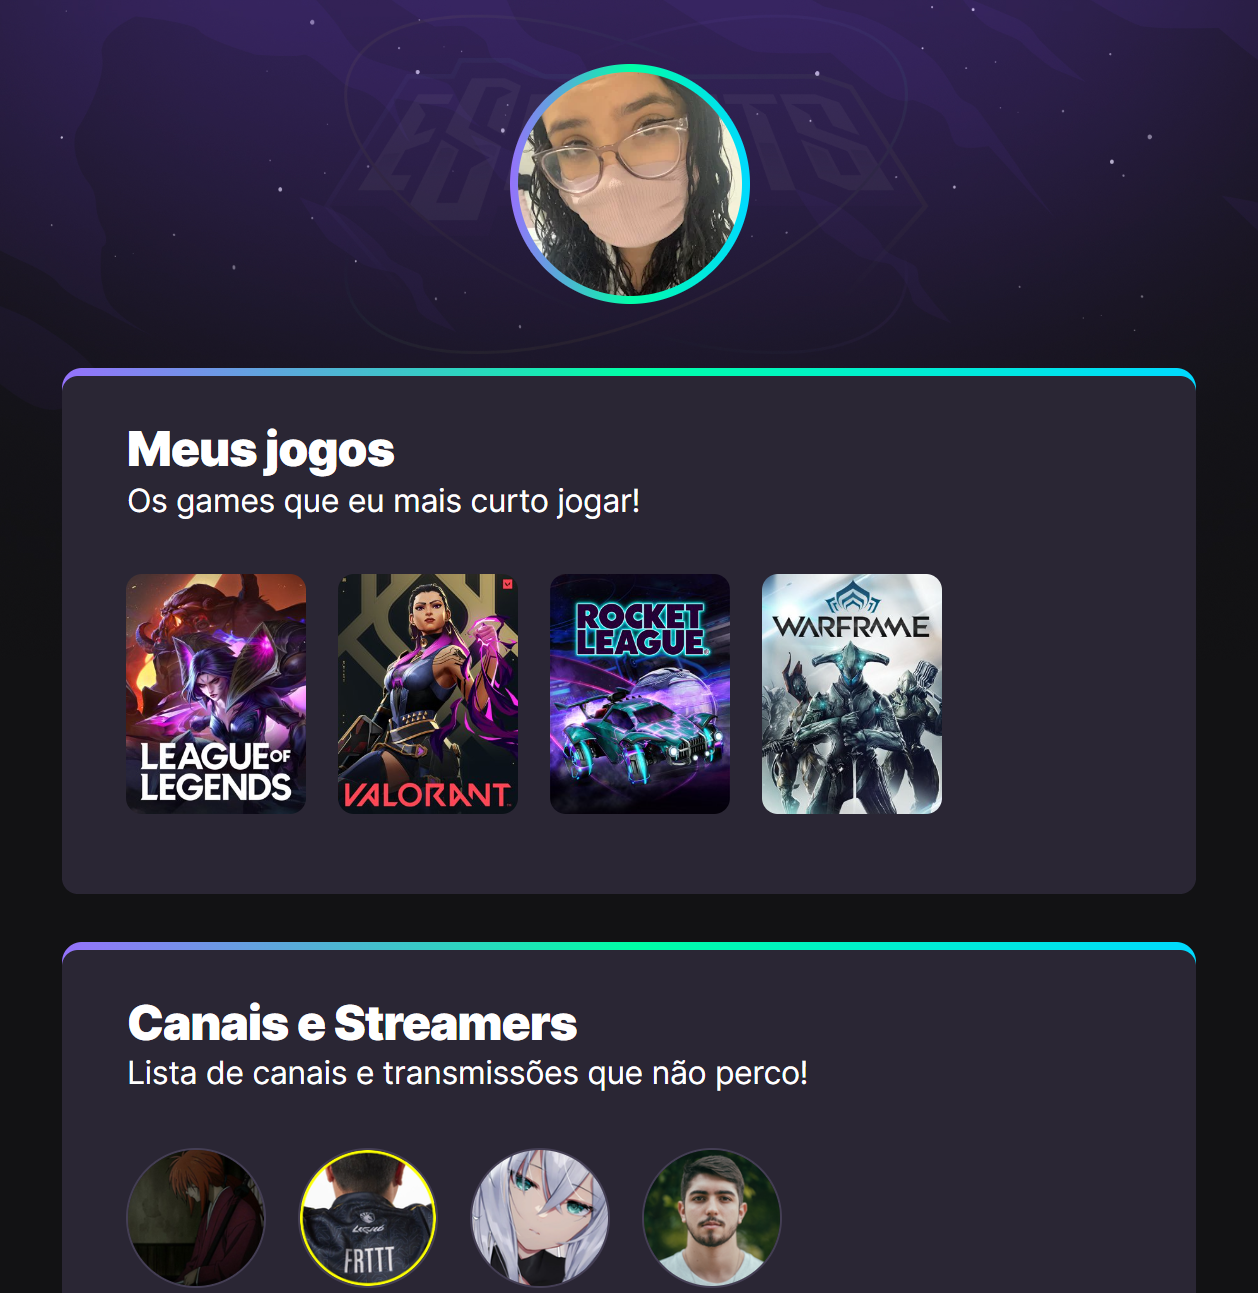 ESPORTS
Meus jogos
Os games que eu mais curto jogar!
LEAGUE OF
LEGENDS
VALORANT
ROCKET
LEAGUE
WARFRAME
Canais e Streamers
Lista de canais e transmissões que não perco!
FRTTT